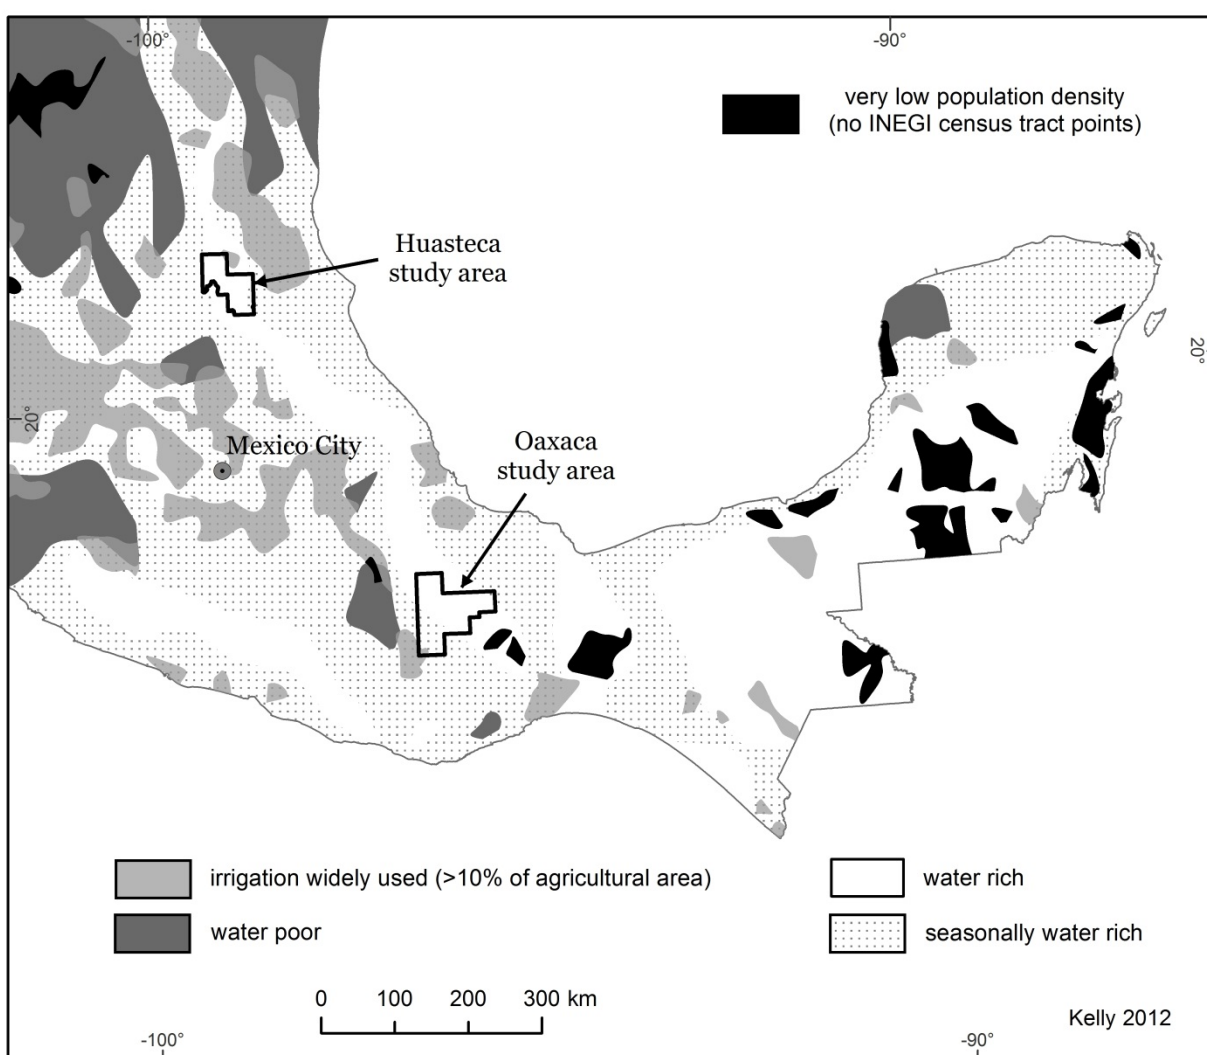 -100°
-90°
very low population density
(no INEGI census tract points)
Huasteca
study area
20°
20°
Mexico City
Oaxaca
study area
irrigation widely used (>10% of agricultural area)
water rich
water poor
seasonally water rich
0 100 200 300 km
Kelly 2012
-100°
-90°